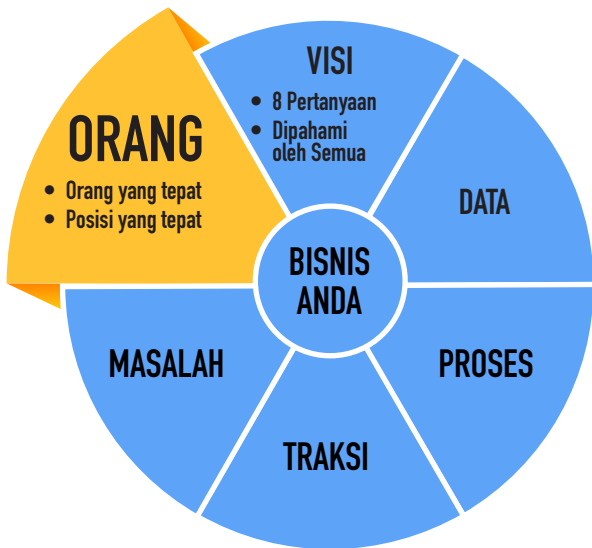 VISI
• 8 Pertanyaan
• Dipahami
oleh Semua
ORANG
• Orang yang tepat
• Posisi yang tepat
DATA
BISNIS
ANDA
MASALAH
PROSES
TRAKSI